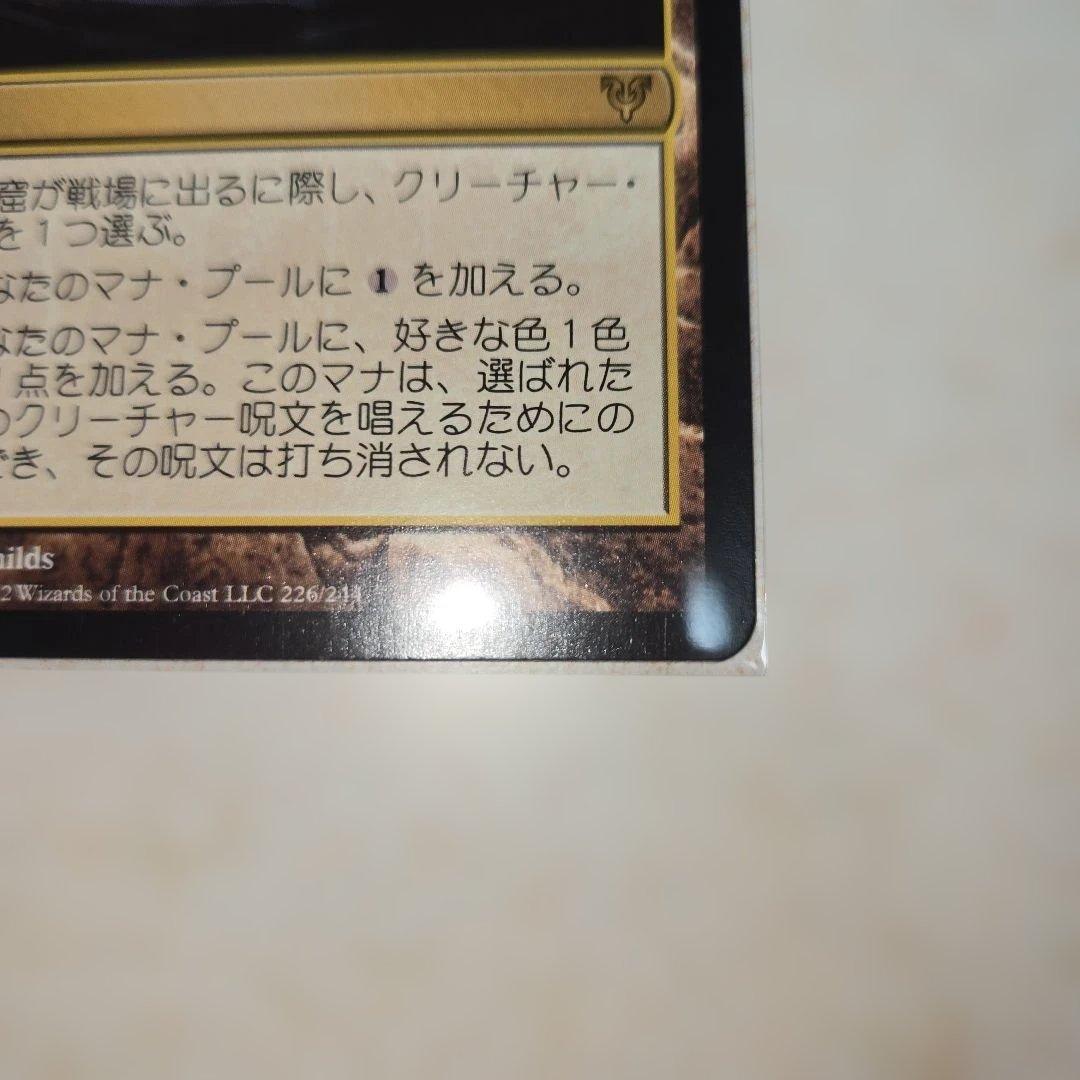 窟が戦場に出るに際し、クリーチャー・
を１つ選ぶ。
なたのマナ・プールに 1 を加える。
なたのマナ・プールに、好きな色１色
点を加える。このマナは、選ばれた
のクリーチャー呪文を唱えるためにの
でき、その呪文は打ち消されない。
hilds
2 Wizards of the Coast LLC 226/244